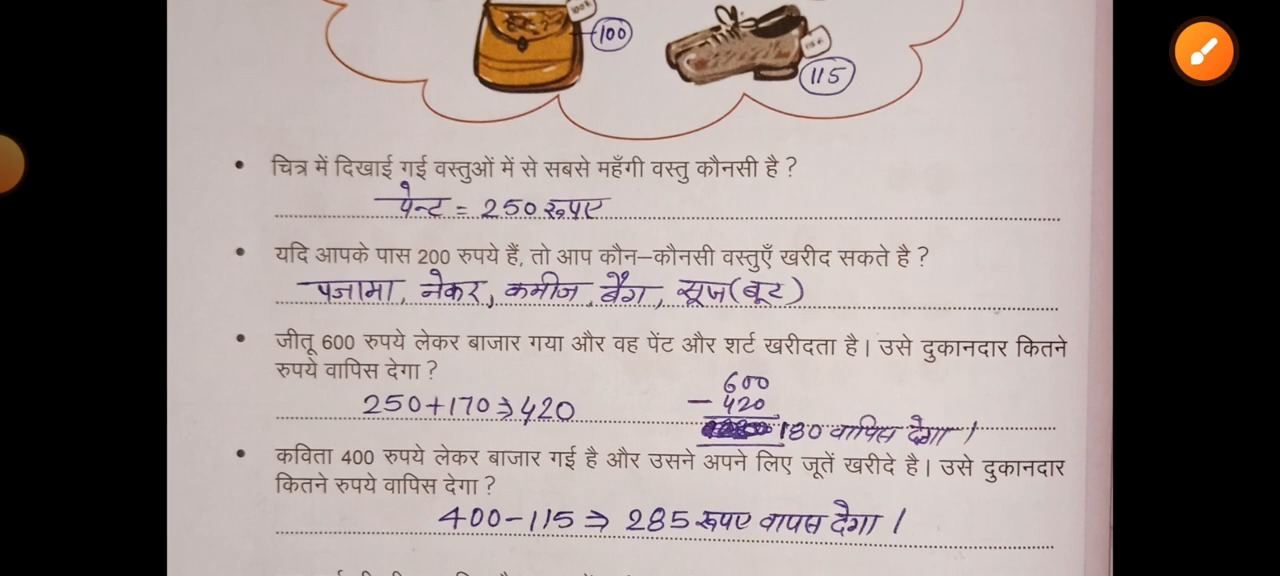 100
115
चित्र में दिखाई गई वस्तुओं में से सबसे महँगी वस्तु कौनसी है ?
पेन्ट = 250 रूपए
यदि आपके पास 200 रुपये हैं, तो आप कौन–कौनसी वस्तुएँ खरीद सकते है ?
पजामा, नेकर, कमीज, बैग, सूज (बूट)
जीतू 600 रुपये लेकर बाजार गया और वह पेंट और शर्ट खरीदता है। उसे दुकानदार कितने
रुपये वापिस देगा ?
600
250+170⇒420 – 420
180 वापिस देगा।
कविता 400 रुपये लेकर बाजार गई है और उसने अपने लिए जूतें खरीदे है। उसे दुकानदार
कितने रुपये वापिस देगा ?
400–115 ⇒ 285 रूपए वापस देगा।